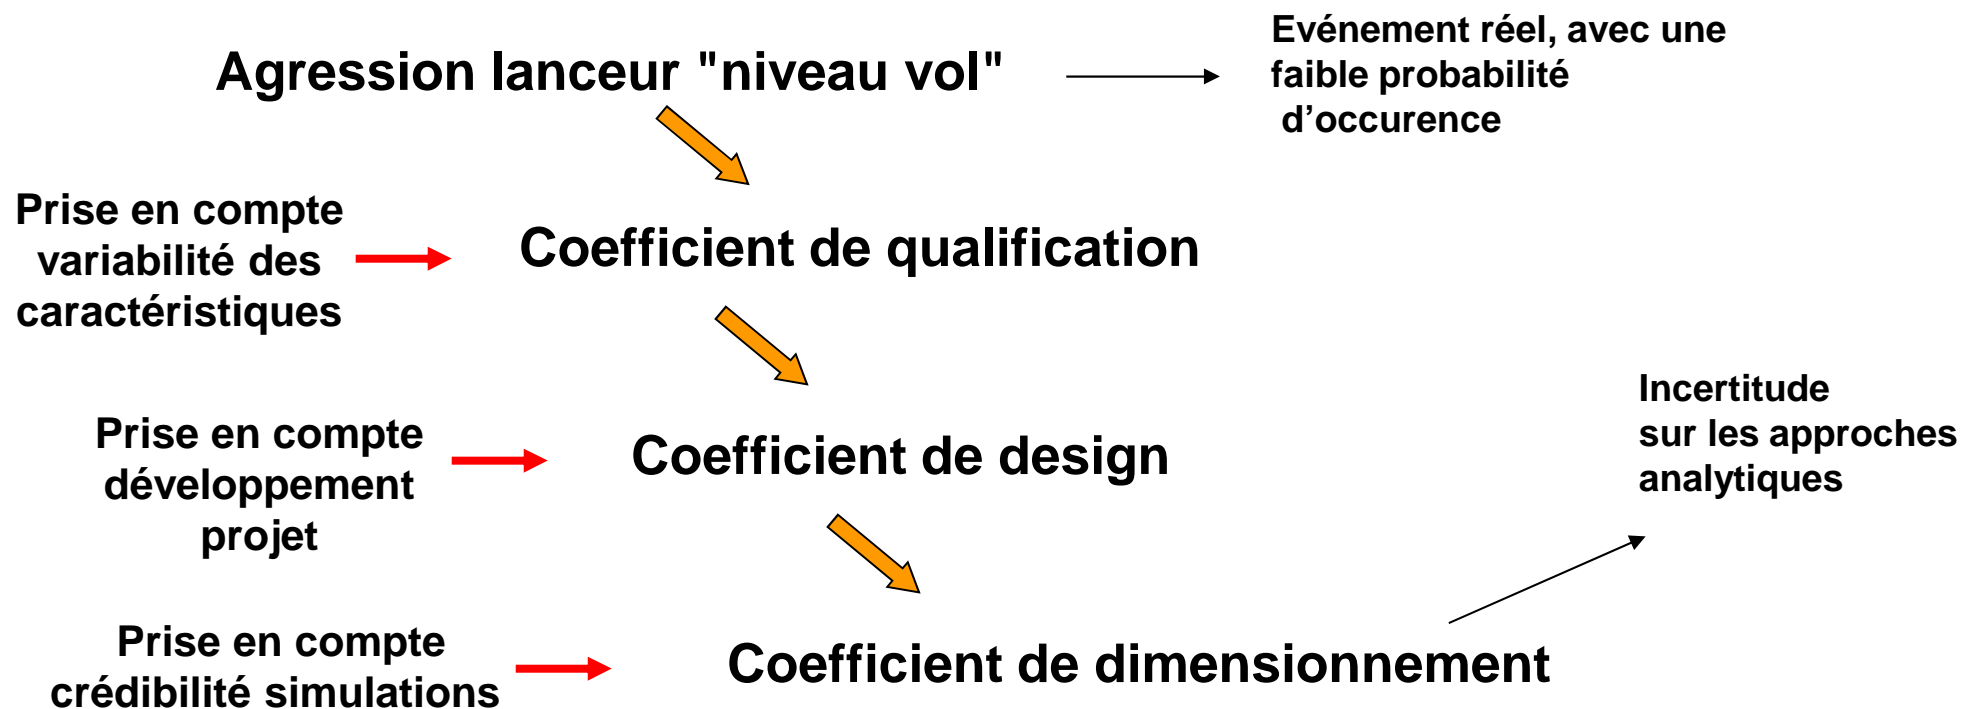 Agression lanceur "niveau vol"
Evénement réel, avec une
faible probabilité
d’occurence
Prise en compte
variabilité des
caractéristiques
Coefficient de qualification
Prise en compte
développement
projet
Coefficient de design
Incertitude
sur les approches
analytiques
Prise en compte
crédibilité simulations
Coefficient de dimensionnement